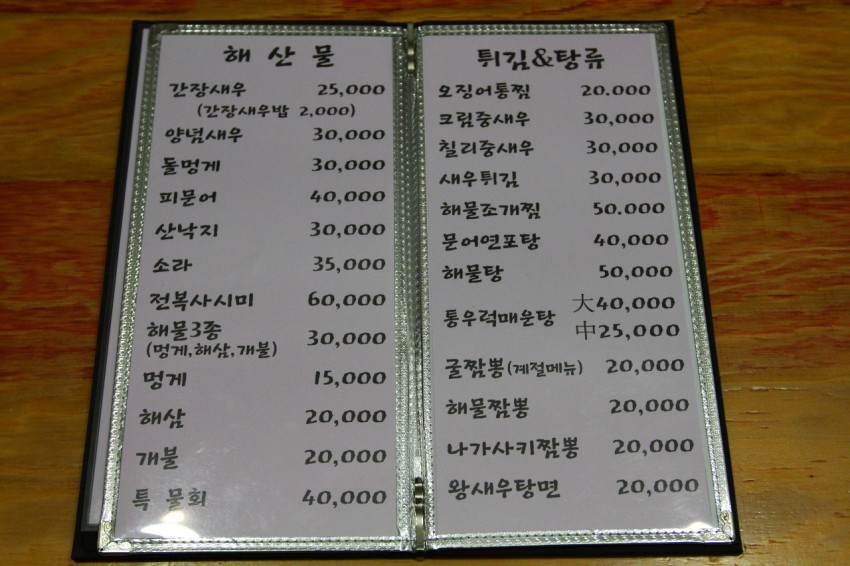 해 산 물
간장새우 25,000
(간장새우밥 2,000)
양념새우 30,000
돌멍게 30,000
피문어 40,000
산낙지 30,000
소라 35,000
전복사시미 60,000
해물3종 30,000
(멍게,해삼,개불)
멍게 15,000
해삼 20,000
개불 20,000
특 물회 40,000
튀김&탕류
오징어통찜 20.000
크림중새우 30,000
칠리중새우 30,000
새우튀김 30,000
해물조개찜 50.000
문어연포탕 40,000
해물탕 50,000
통우럭매운탕 大40,000
中25,000
굴짬뽕(계절메뉴) 20,000
해물짬뽕 20,000
나가사키짬뽕 20,000
왕새우탕면 20,000